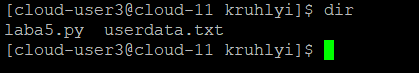 [cloud-user3@cloud-11 kruhlyi]$ dir
laba5.py  userdata.txt
[cloud-user3@cloud-11 kruhlyi]$